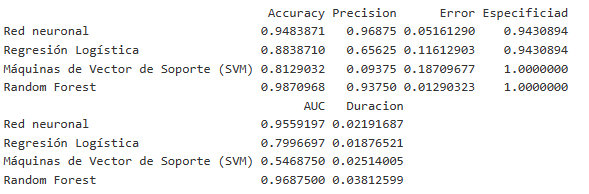 Accuracy Precision Error Especificiad
Red neuronal 0.9483871 0.96875 0.05161290 0.9430894
Regresión Logística 0.8838710 0.65625 0.11612903 0.9430894
Máquinas de Vector de Soporte (SVM) 0.8129032 0.09375 0.18709677 1.0000000
Random Forest 0.9870968 0.93750 0.01290323 1.0000000
AUC Duracion
Red neuronal 0.9559197 0.02191687
Regresión Logística 0.7996697 0.01876521
Máquinas de Vector de Soporte (SVM) 0.5468750 0.02514005
Random Forest 0.9687500 0.03812599